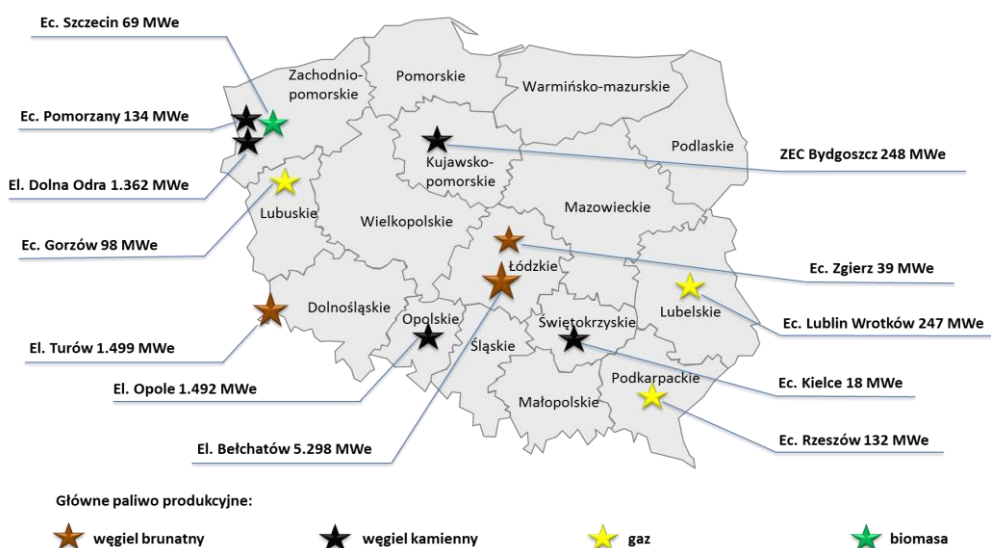 Ec. Szczecin 69 MWe
Zachodnio-
pomorskie
Pomorskie
Warmińsko-mazurskie
Ec. Pomorzany 134 MWe
Podlaskie
ZEC Bydgoszcz 248 MWe
Kujawsko-
pomorskie
El. Dolna Odra 1.362 MWe
Lubuskie
Wielkopolskie
Mazowieckie
Ec. Gorzów 98 MWe
Łódzkie
Ec. Zgierz 39 MWe
Dolnośląskie
Opolskie
Świętokrzyskie
Lubelskie
Ec. Lublin Wrotków 247 MWe
El. Turów 1.499 MWe
Śląskie
El. Opole 1.492 MWe
Podkarpackie
Ec. Kielce 18 MWe
Małopolskie
El. Bełchatów 5.298 MWe
Ec. Rzeszów 132 MWe
Główne paliwo produkcyjne:
węgiel brunatny
węgiel kamienny
gaz
biomasa